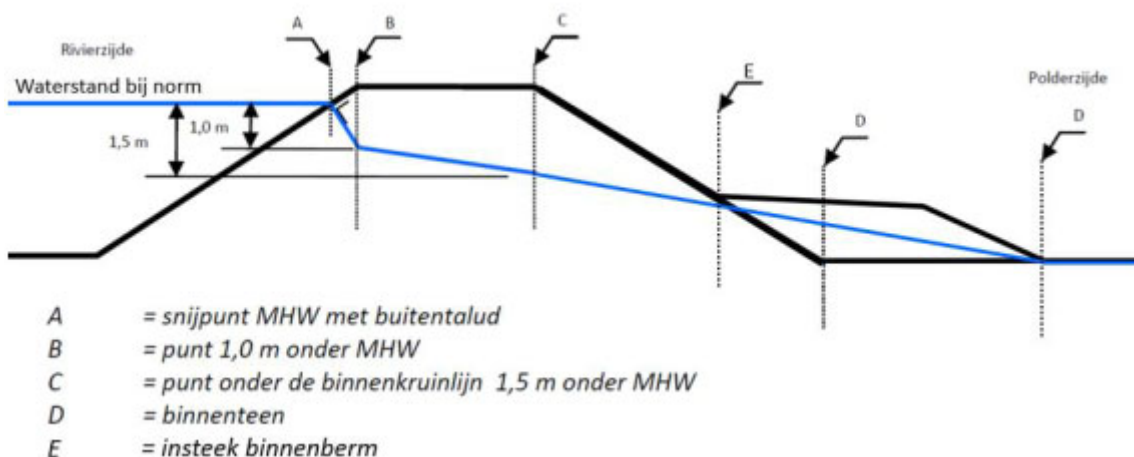 A
B
C
Rivierzijde
E
Polderzijde
Waterstand bij norm
D
D
1,0 m
1,5 m
A = snijpunt MHW met buitentalud
B = punt 1,0 m onder MHW
C = punt onder de binnenkruinlijn 1,5 m onder MHW
D = binnenteen
E = insteek binnenberm